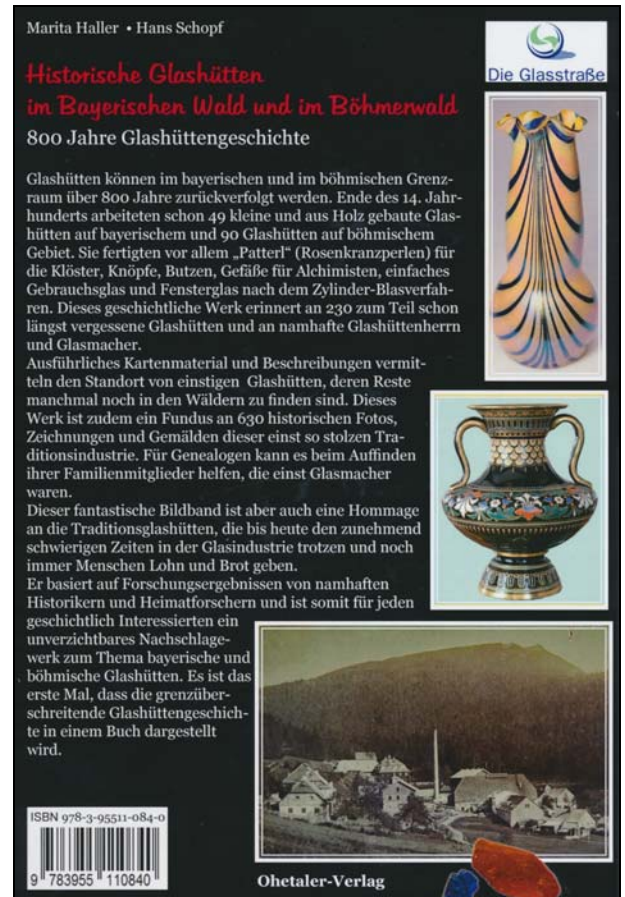 Marita Haller • Hans Schopf
Die Glasstraße
Historische Glashütten
im Bayerischen Wald und im Böhmerwald
800 Jahre Glashüttengeschichte
Glashütten können im bayerischen und im böhmischen Grenz-
raum über 800 Jahre zurückverfolgt werden. Ende des 14. Jahr-
hunderts arbeiteten schon 49 kleine und aus Holz gebaute Glas-
hütten auf bayerischem und 90 Glashütten auf böhmischem
Gebiet. Sie fertigten vor allem „Patterl“ (Rosenkranzperlen) für
die Klöster, Knöpfe, Butzen, Gefäße für Alchimisten, einfaches
Gebrauchsglas und Fensterglas nach dem Zylinder-Blasverfah-
ren. Dieses geschichtliche Werk erinnert an 230 zum Teil schon
längst vergessene Glashütten und an namhafte Glashüttenherrn
und Glasmacher.
Ausführliches Kartenmaterial und Beschreibungen vermit-
teln den Standort von einstigen Glashütten, deren Reste
manchmal noch in den Wäldern zu finden sind. Dieses
Werk ist zudem ein Fundus an 630 historischen Fotos,
Zeichnungen und Gemälden dieser einst so stolzen Tra-
ditionsindustrie. Für Genealogen kann es beim Auffinden
ihrer Familienmitglieder helfen, die einst Glasmacher
waren.
Dieser fantastische Bildband ist aber auch eine Hommage
an die Traditionsglashütten, die bis heute den zunehmend
schwierigen Zeiten in der Glasindustrie trotzen und noch
immer Menschen Lohn und Brot geben.
Er basiert auf Forschungsergebnissen von namhaften
Historikern und Heimatforschern und ist somit für jeden
geschichtlich Interessierten ein
unverzichtbares Nachschlage-
werk zum Thema bayerische und
böhmische Glashütten. Es ist das
erste Mal, dass die grenzüber-
schreitende Glashüttengeschich-
te in einem Buch dargestellt
wird.
ISBN 978-3-95511-084-0
9 783955 110840
Ohetaler-Verlag